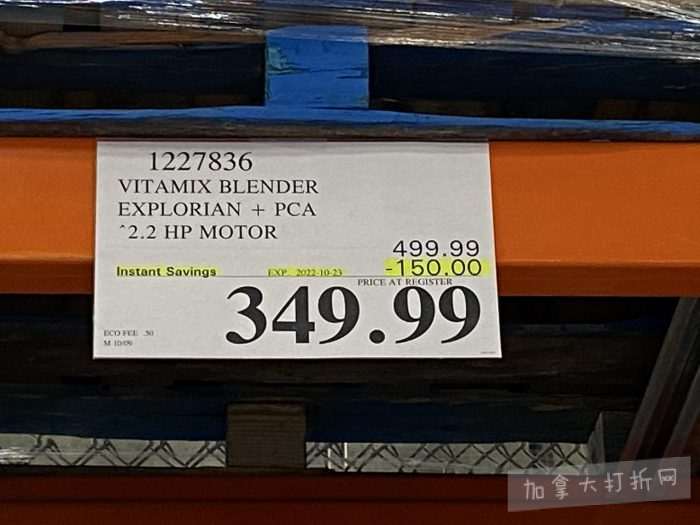 1227836
VITAMIX BLENDER
EXPLORIAN + PCA
^2.2 HP MOTOR
499.99
Instant Savings EXP. 2022-10-23 -150.00
PRICE AT REGISTER
349.99
ECO FEE .50
M 10/09
加拿大打折网